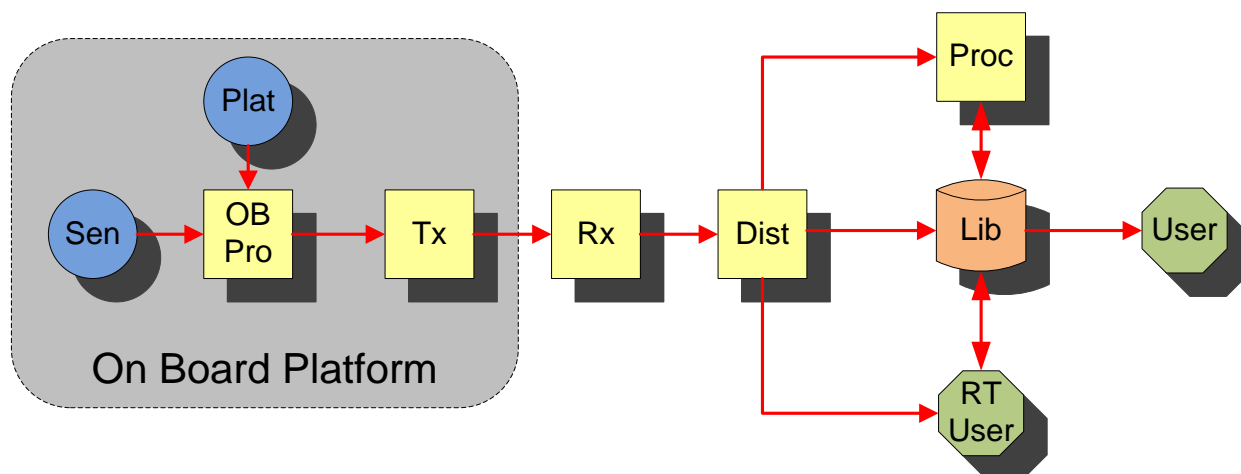 Plat
Proc
Sen
OB
Pro
Tx
Rx
Dist
Lib
User
On Board Platform
RT
User